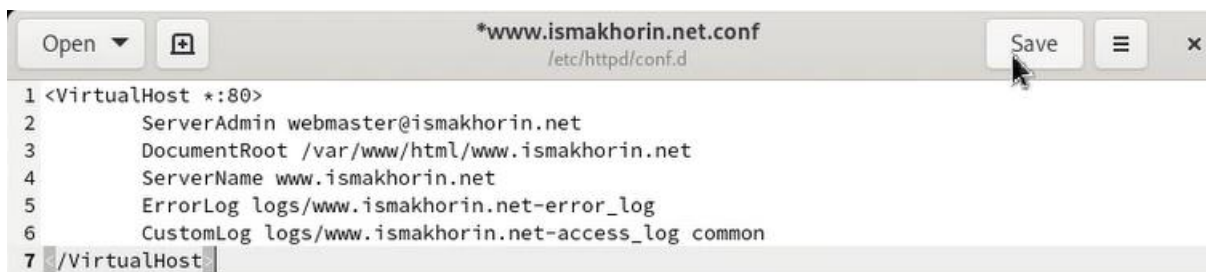 Open
*www.ismakhorin.net.conf
/etc/httpd/conf.d
Save
1 <VirtualHost *:80>
2 ServerAdmin webmaster@ismakhorin.net
3 DocumentRoot /var/www/html/www.ismakhorin.net
4 ServerName www.ismakhorin.net
5 ErrorLog logs/www.ismakhorin.net-error_log
6 CustomLog logs/www.ismakhorin.net-access_log common
7 </VirtualHost>